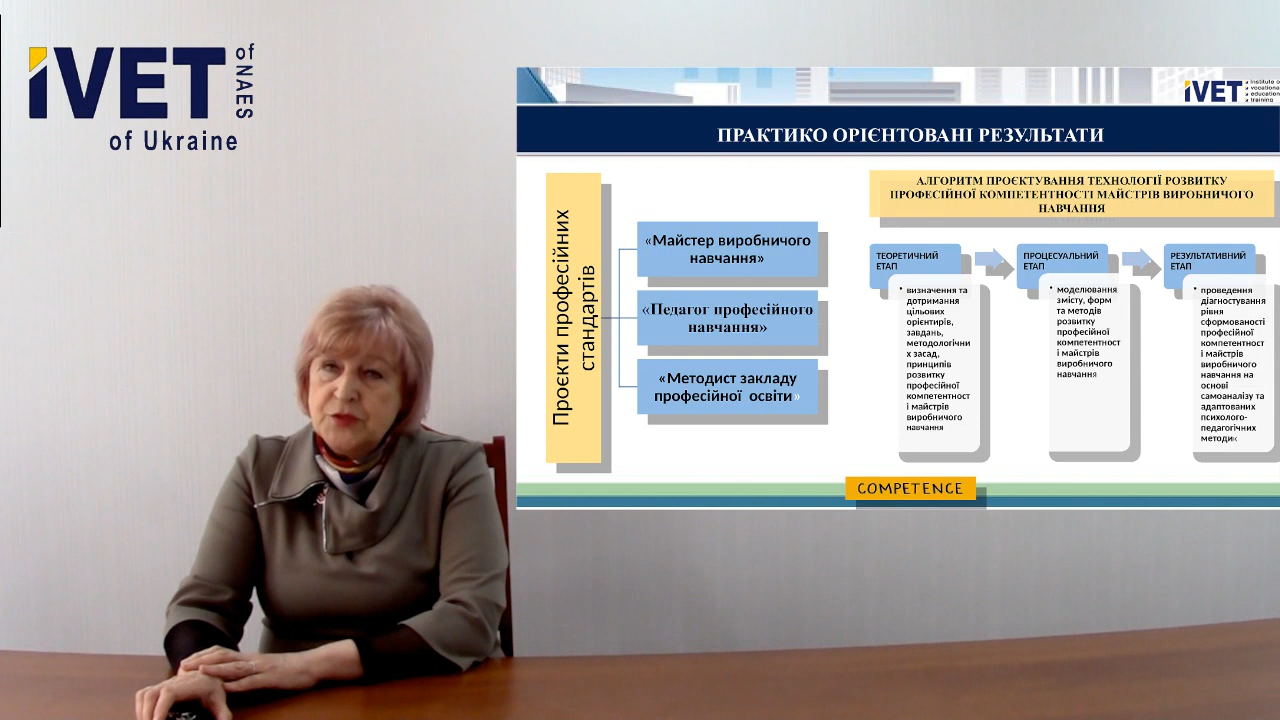 iVET of NAES
of Ukraine
iVET institute o
vocationa
educatio
training
ПРАКТИКО ОРІЄНТОВАНІ РЕЗУЛЬТАТИ
Проєкти професійних
стандартів
«Майстер виробничого
навчання»
«Педагог професійного
навчання»
«Методист закладу
професійної освіти»
АЛГОРИТМ ПРОЄКТУВАННЯ ТЕХНОЛОГІЇ РОЗВИТКУ
ПРОФЕСІЙНОЇ КОМПЕТЕНТНОСТІ МАЙСТРІВ ВИРОБНИЧОГО
НАВЧАННЯ
ТЕОРЕТИЧНИЙ
ЕТАП
• визначення та
дотримання
цільових
орієнтирів,
завдань,
методологічни
х засад,
принципів
розвитку
професійної
компетентност
і майстрів
виробничого
навчання
ПРОЦЕСУАЛЬНИЙ
ЕТАП
• моделювання
змісту, форм
та методів
розвитку
професійної
компетентност
і майстрів
виробничого
навчання
РЕЗУЛЬТАТИВНИЙ
ЕТАП
• проведення
діагностування
рівня
сформованості
професійної
компетентност
і майстрів
виробничого
навчання на
основі
самоаналізу та
адаптованих
психолого-
педагогічних
методик
COMPETENCE